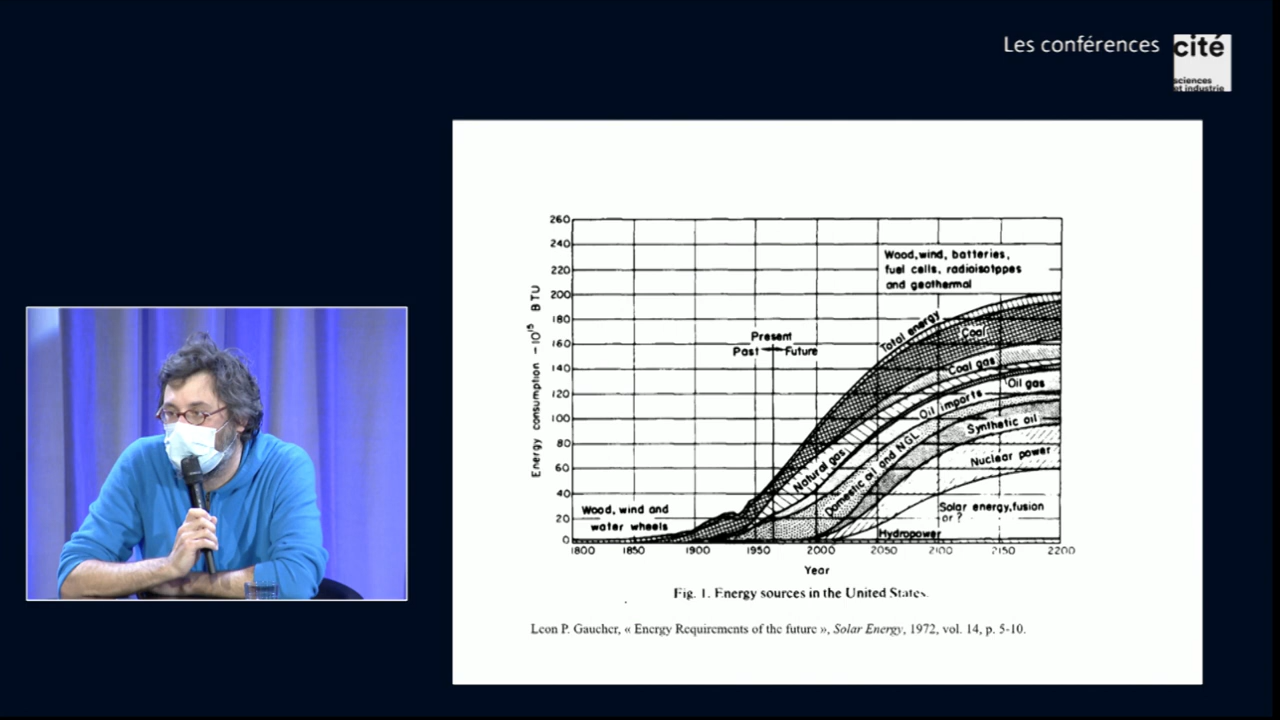 Les conférences
cité
sciences
et industrie
260
240
220
200
180
160
140
120
100
80
60
40
20
0
Energy consumption – 10¹⁵ BTU
Wood, wind, batteries,
fuel cells, radioisotppes
and geothermal
Present
Past
Future
Total energy
Coal
Coal gas
Oil gas
Oil imports
Natural gas
Domestic oil and NGL
Synthetic oil
Nuclear power
Solar energy, fusion
or ?
Hydropower
Wood, wind and
water wheels
1800 1850 1900 1950 2000 2050 2100 2150 2200
Year
Fig. 1. Energy sources in the United States.
Leon P. Gaucher, « Energy Requirements of the future », Solar Energy, 1972, vol. 14, p. 5-10.